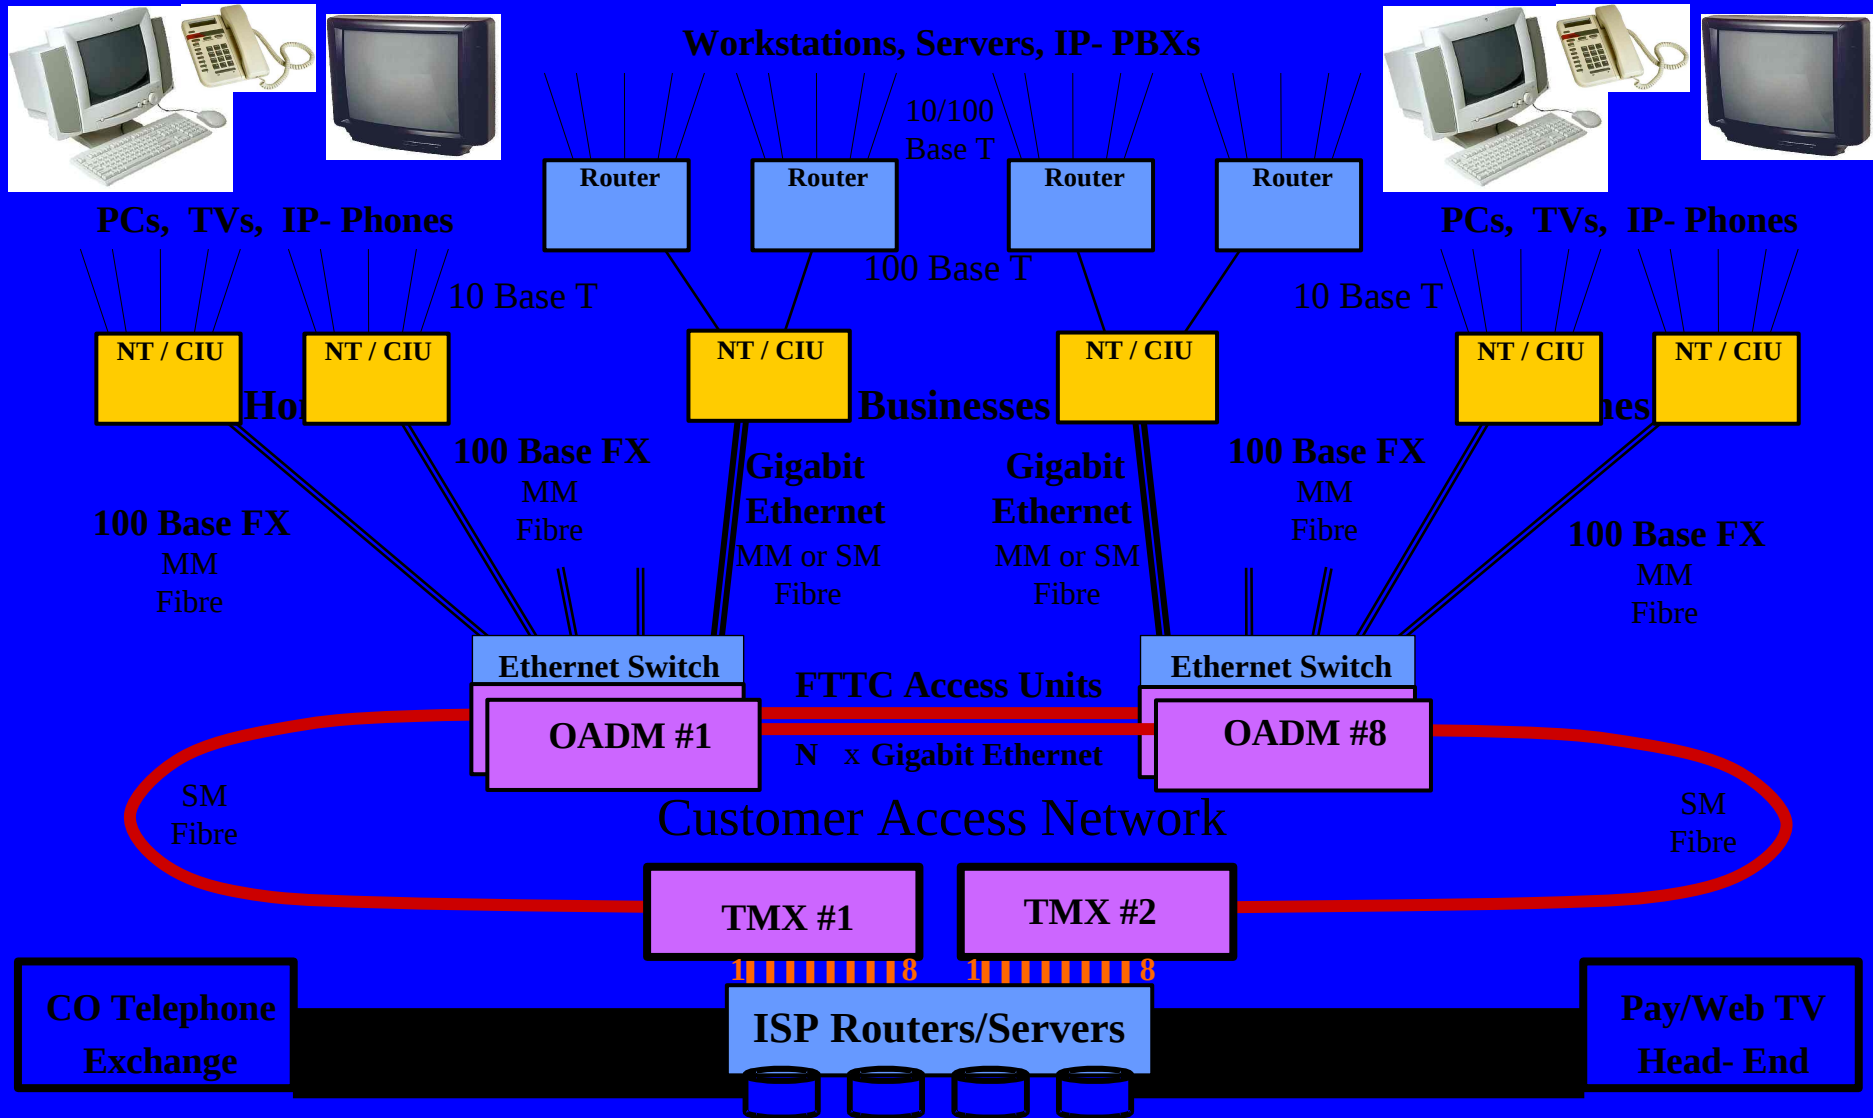 Workstations, Servers, IP- PBXs
10/100
Base T
Router
Router
Router
Router
PCs, TVs, IP- Phones
PCs, TVs, IP- Phones
100 Base T
10 Base T
10 Base T
NT / CIU
NT / CIU
NT / CIU
NT / CIU
NT / CIU
NT / CIU
Businesses
100 Base FX
MM
Fibre
100 Base FX
MM
Fibre
Gigabit
Ethernet
MM or SM
Fibre
Gigabit
Ethernet
MM or SM
Fibre
100 Base FX
MM
Fibre
100 Base FX
MM
Fibre
Ethernet Switch
Ethernet Switch
FTTC Access Units
OADM #1
OADM #8
N x Gigabit Ethernet
SM
Fibre
Customer Access Network
SM
Fibre
TMX #1
TMX #2
1 8
1 8
CO Telephone
Exchange
ISP Routers/Servers
Pay/Web TV
Head- End